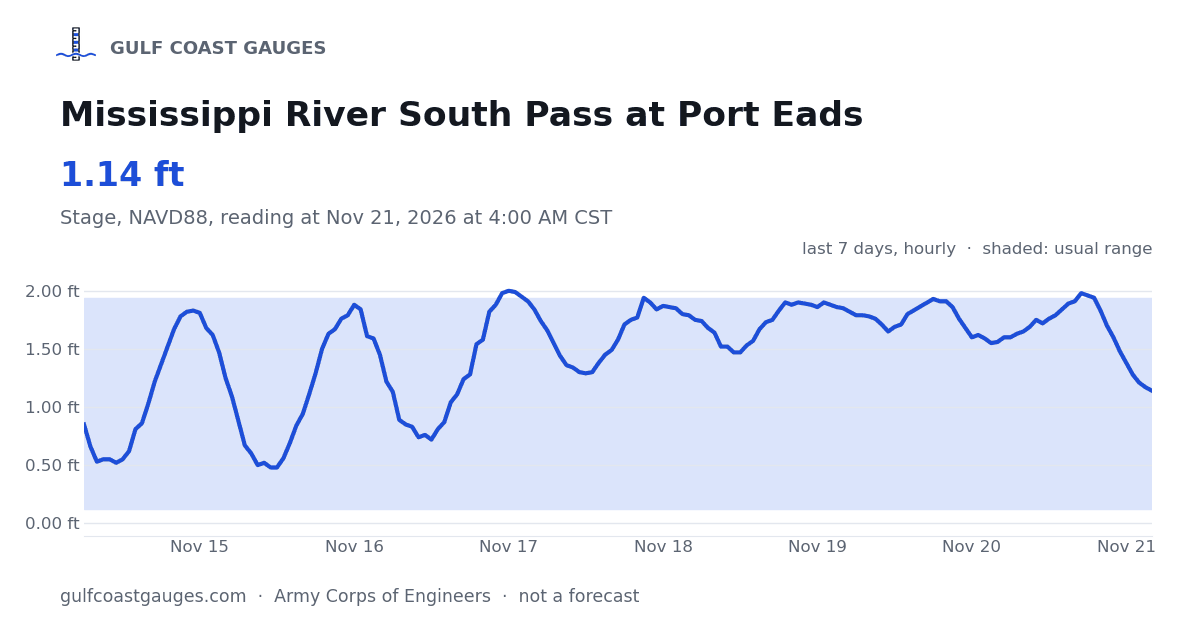 GULF COAST GAUGES
Mississippi River South Pass at Port Eads
1.14 ft
Stage, NAVD88, reading at Nov 21, 2026 at 4:00 AM CST
last 7 days, hourly · shaded: usual range
2.00 ft
1.50 ft
1.00 ft
0.50 ft
0.00 ft
Nov 15 Nov 16 Nov 17 Nov 18 Nov 19 Nov 20 Nov 21
gulfcoastgauges.com · Army Corps of Engineers · not a forecast